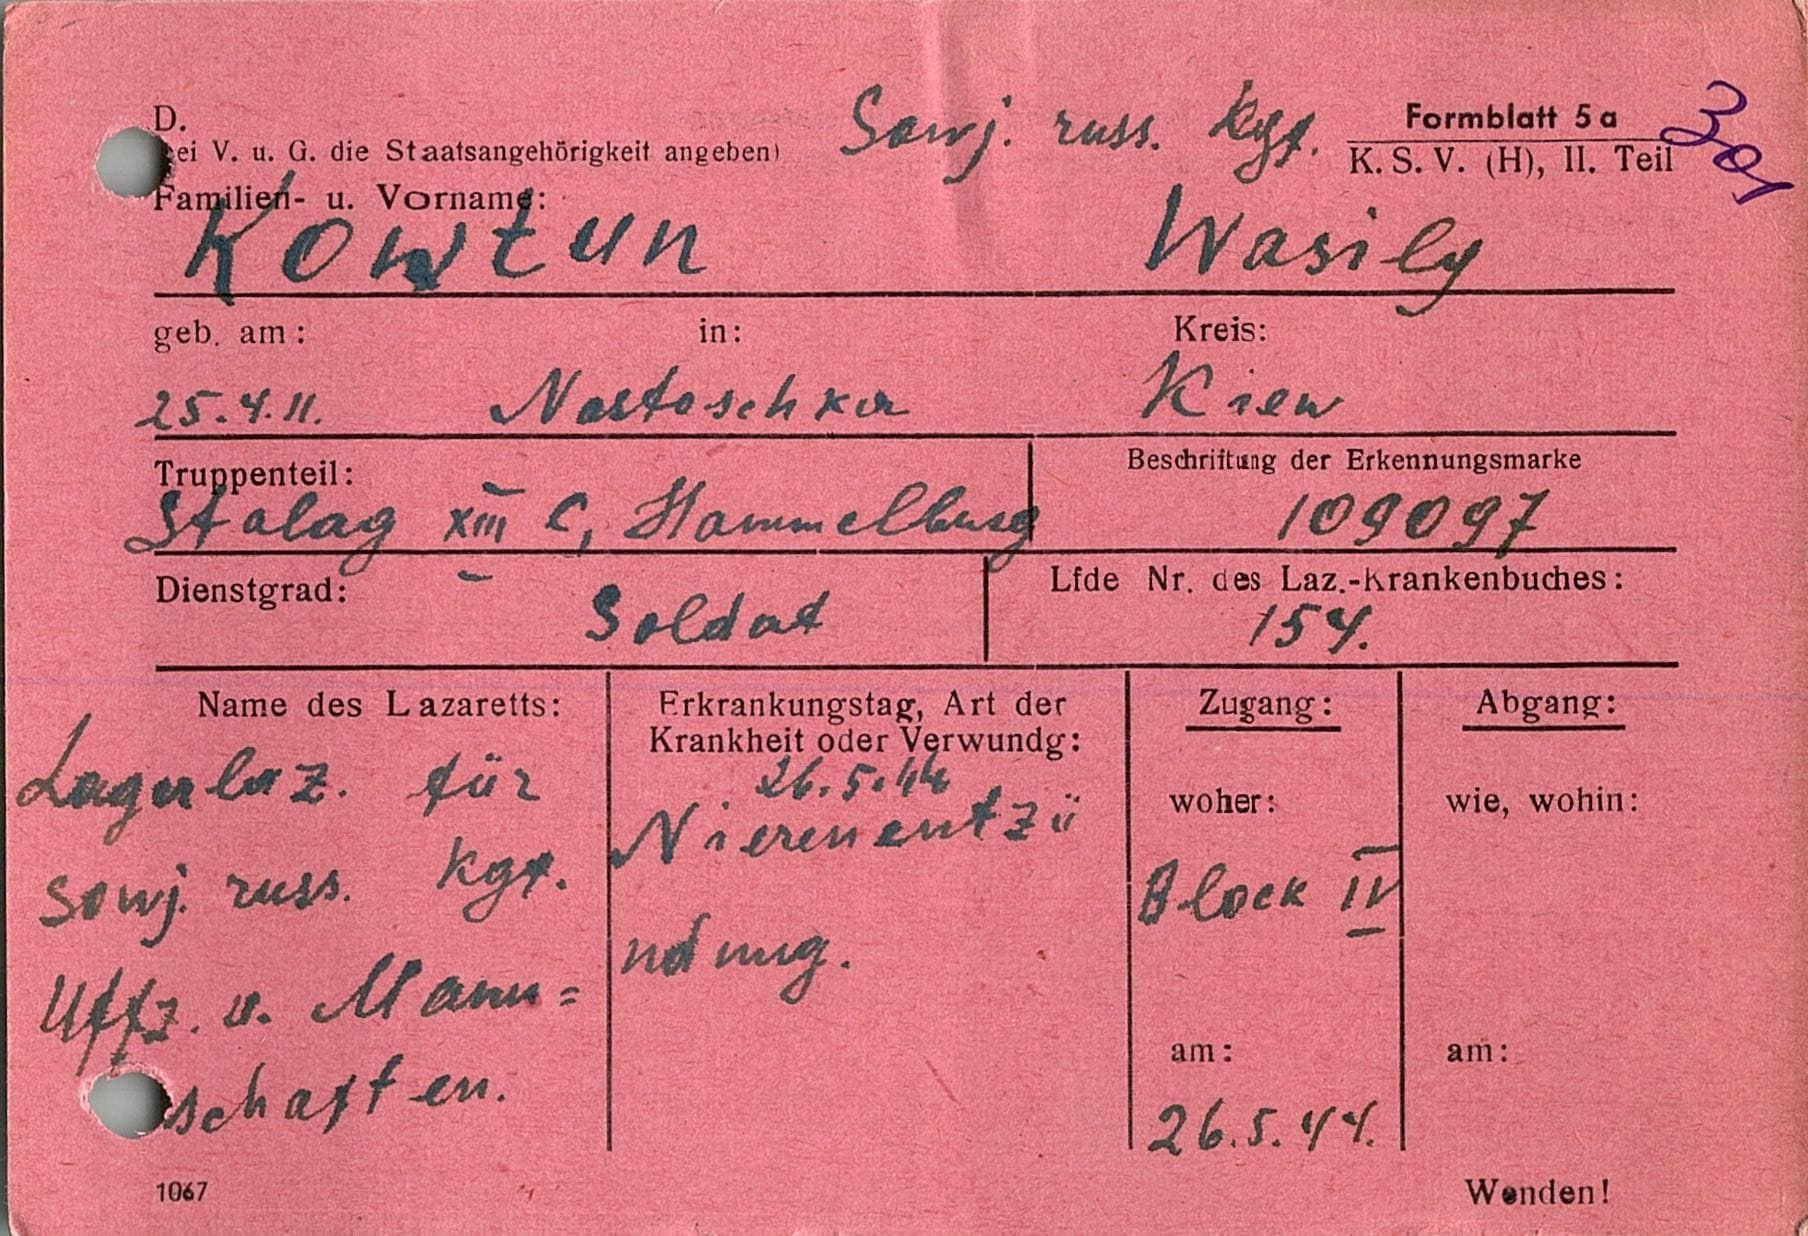 D.
ei V. u. G. die Staatsangehörigkeit angeben)
Sowj. russ. Kgf.
Formblatt 5a
K. S. V. (H), II. Teil
301
Familien- u. Vorname:
Kowtun Wasily
geb. am: in: Kreis:
25.4.11. Nastaschka Kiew
Truppenteil: Beschriftung der Erkennungsmarke
Stalag XIII C, Hammelburg 109097
Dienstgrad: Lfde Nr. des Laz.-Krankenbuches:
Soldat 154.
Name des Lazaretts:
Lagerlaz. für
sowj. russ. Kgf.
Uffz. u. Mann=
schaften.
Erkrankungstag, Art der
Krankheit oder Verwundg:
26.5.44
Nierenentzü
ndung.
Zugang:
woher:
Block IV
am:
26.5.44.
Abgang:
wie, wohin:
am:
1067
Wenden!